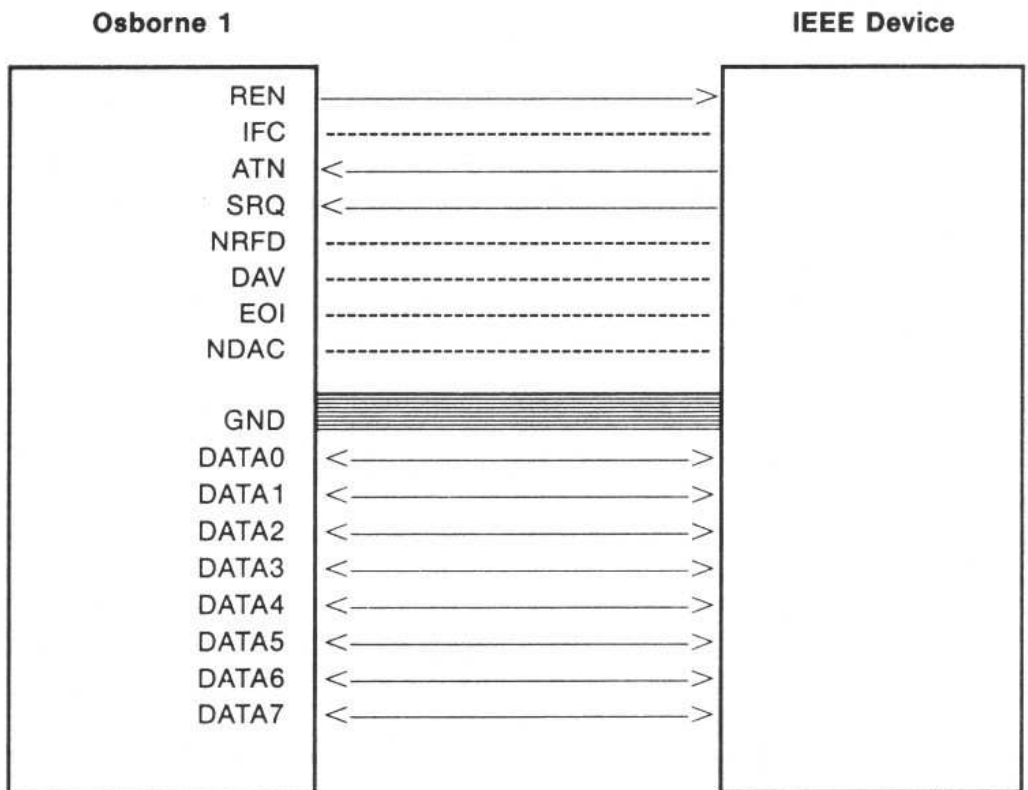 Osborne 1
IEEE Device
REN
IFC
ATN
SRQ
NRFD
DAV
EOI
NDAC
GND
DATA0
DATA1
DATA2
DATA3
DATA4
DATA5
DATA6
DATA7